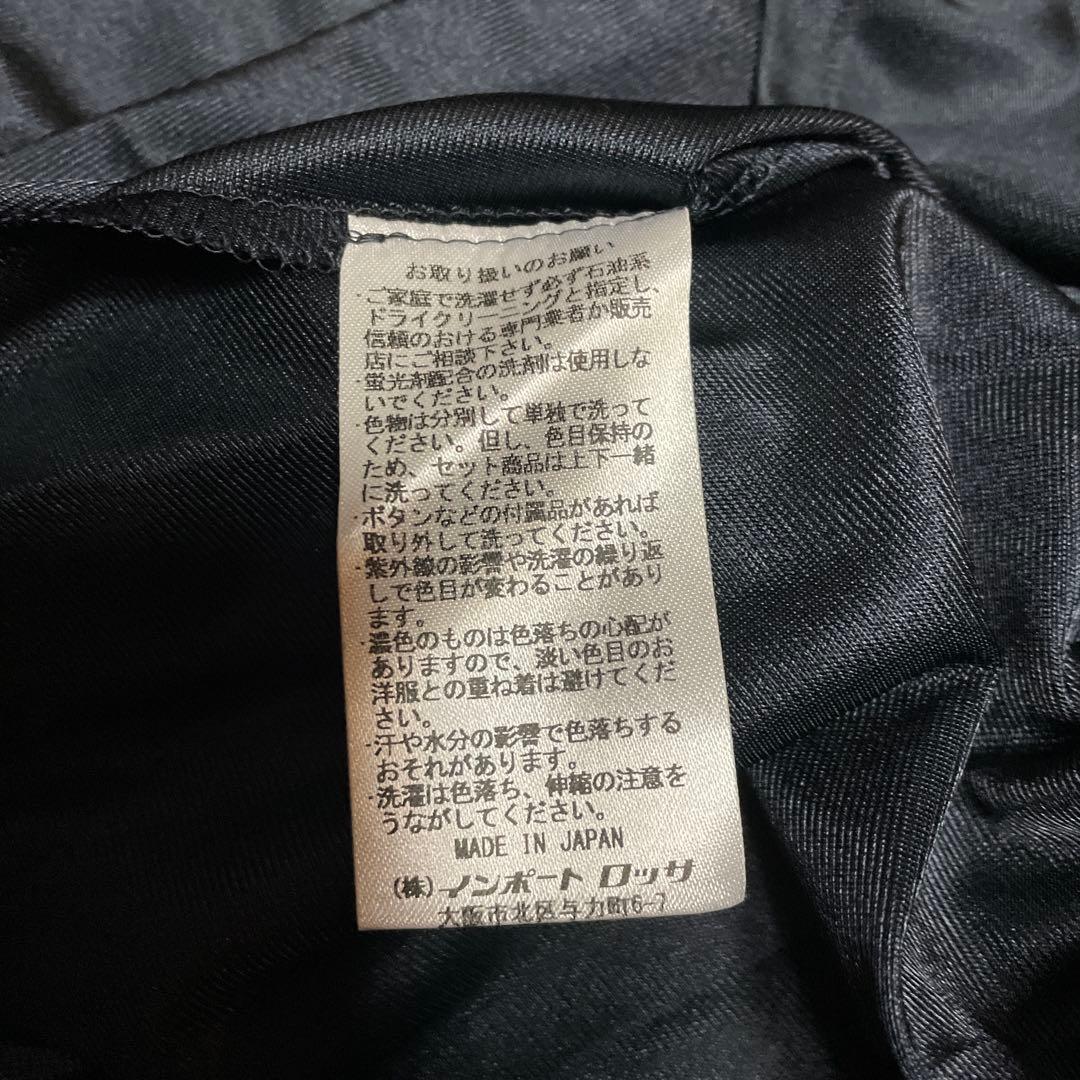 お取り扱いのお願い
・ご家庭で洗濯せず必ず石油系
ドライクリーニングと指定し、
信頼のおける専門業者か販売
店にご相談下さい。
・蛍光剤配合の洗剤は使用しな
いでください。
・色物は分別して単独で洗って
ください。但し、色目保持の
ため、セット商品は上下一緒
に洗ってください。
・ボタンなどの付属品があれば
取り外して洗ってください。
・紫外線の影響や洗濯の繰り返
しで色目が変わることがあり
ます。
・濃色のものは色落ちの心配が
ありますので、淡い色目のお
洋服との重ね着は避けてくだ
さい。
・汗や水分の影響で色落ちする
おそれがあります。
・洗濯は色落ち、伸縮の注意を
うながしてください。
MADE IN JAPAN
(株)インポート ロッサ
大阪市北区与力町6-7